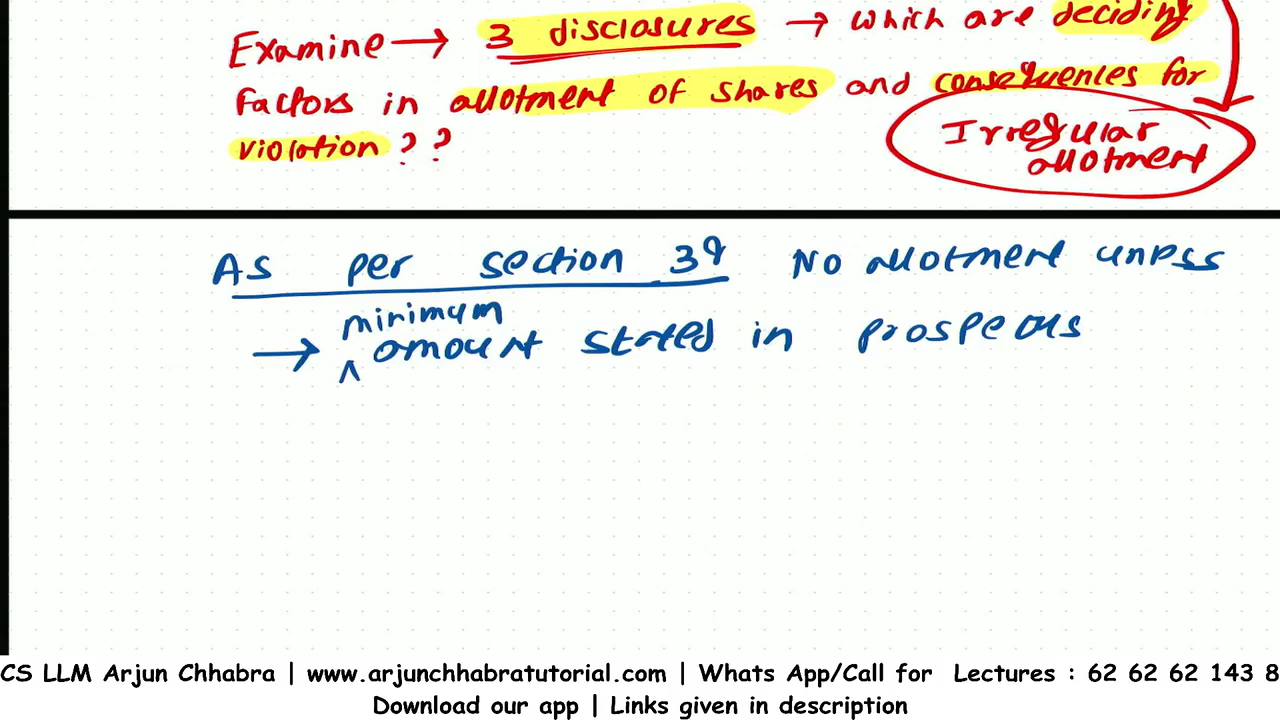 Examine → 3 disclosures → which are deciding
factors in allotment of shares and consequences for
violation ??
Irregular
allotment
As per section 39 No allotment unless
minimum
→ ^ amount stated in prospectus
CS LLM Arjun Chhabra | www.arjunchhabratutorial.com | Whats App/Call for Lectures : 62 62 62 143 8
Download our app | Links given in description